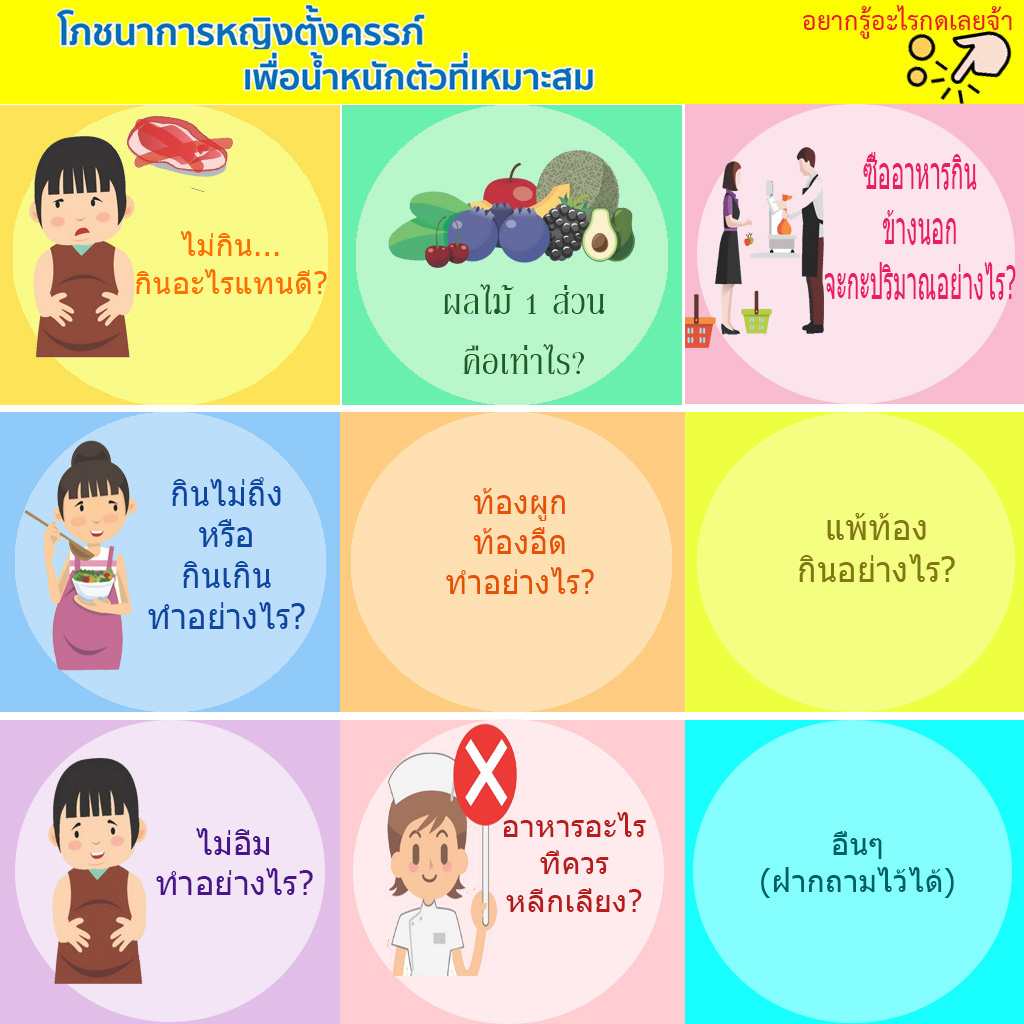 โภชนาการหญิงตั้งครรภ์
เพื่อน้ำหนักตัวที่เหมาะสม
อยากรู้อะไรกดเลยจ้า
ไม่กิน...
กินอะไรแทนดี?
ผลไม้ 1 ส่วน
คือเท่าไร?
ซื้ออาหารกิน
ข้างนอก
จะกะปริมาณอย่างไร?
กินไม่ถึง
หรือ
กินเกิน
ทำอย่างไร?
ท้องผูก
ท้องอืด
ทำอย่างไร?
แพ้ท้อง
กินอย่างไร?
ไม่อิ่ม
ทำอย่างไร?
X
อาหารอะไร
ที่ควร
หลีกเลี่ยง?
อื่นๆ
(ฝากถามไว้ได้)